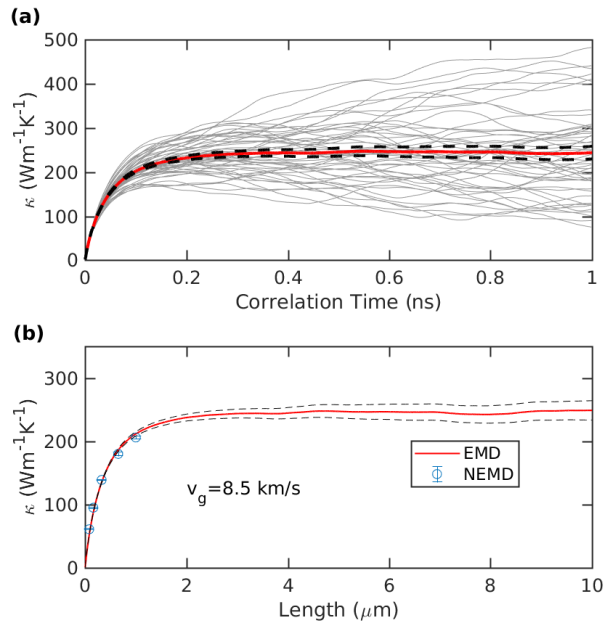 (a)
500
400
300
200
100
0
κ (Wm⁻¹K⁻¹)
0 0.2 0.4 0.6 0.8 1
Correlation Time (ns)
(b)
300
200
100
0
κ (Wm⁻¹K⁻¹)
EMD
NEMD
v_g=8.5 km/s
0 2 4 6 8 10
Length (μm)